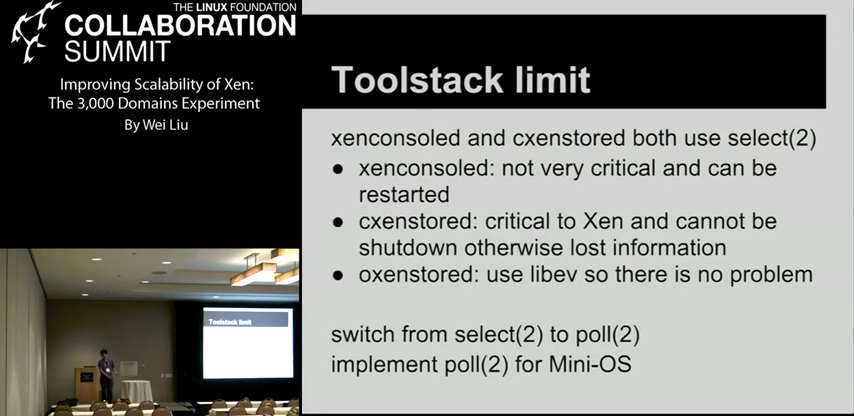 THE LINUX FOUNDATION
COLLABORATION
SUMMIT
Improving Scalability of Xen:
The 3,000 Domains Experiment
By Wei Liu
Toolstack limit
xenconsoled and cxenstored both use select(2)
● xenconsoled: not very critical and can be
restarted
● cxenstored: critical to Xen and cannot be
shutdown otherwise lost information
● oxenstored: use libev so there is no problem
switch from select(2) to poll(2)
implement poll(2) for Mini-OS
Toolstack limit